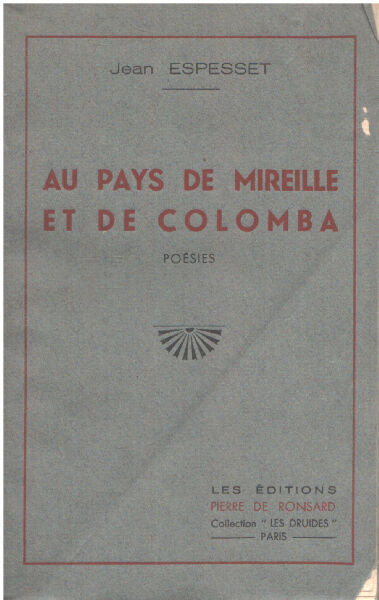 Jean ESPESSET
AU PAYS DE MIREILLE
ET DE COLOMBA
POÉSIES
LES ÉDITIONS
PIERRE DE RONSARD
Collection "LES DRUIDES"
PARIS